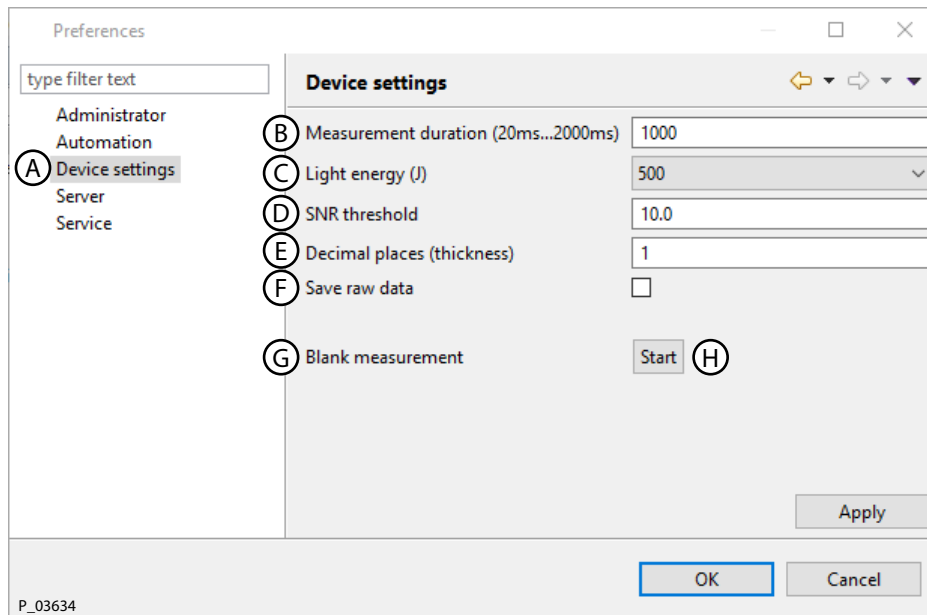 Preferences
type filter text
Administrator
Automation
A Device settings
Server
Service
Device settings
B Measurement duration (20ms...2000ms) 1000
C Light energy (J) 500
D SNR threshold 10.0
E Decimal places (thickness) 1
F Save raw data
G Blank measurement Start H
Apply
OK Cancel
P_03634